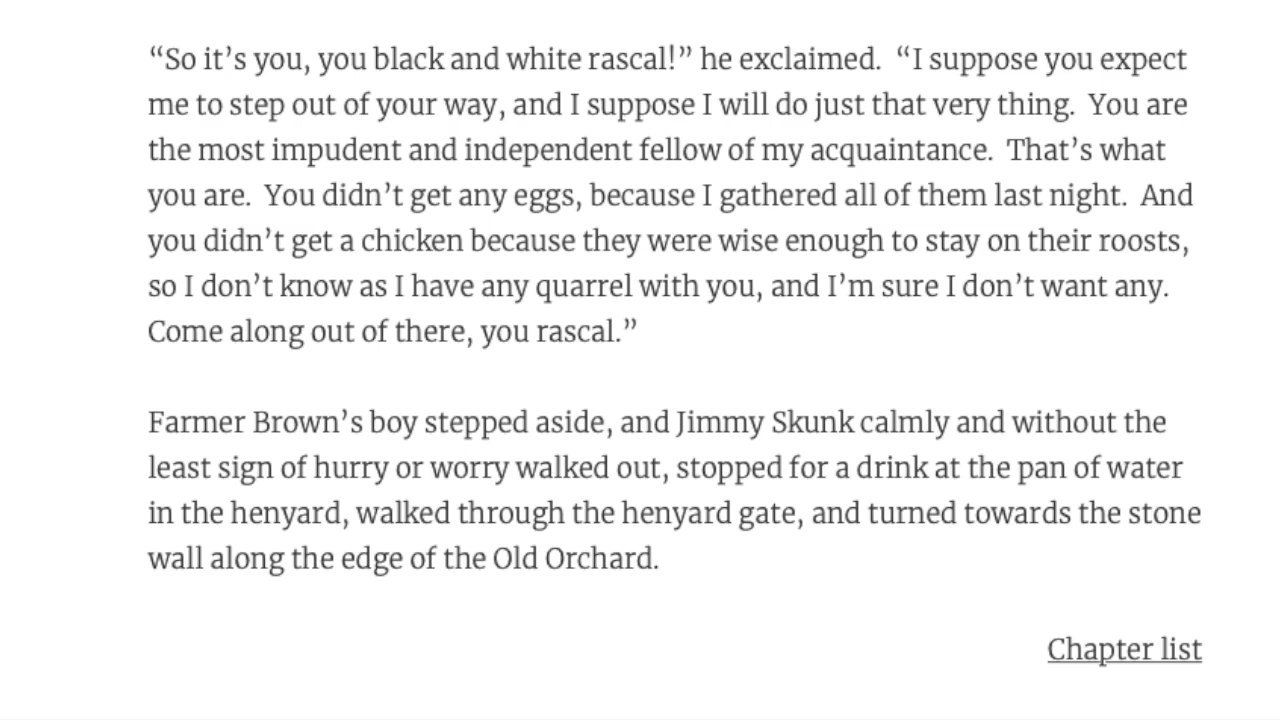 “So it’s you, you black and white rascal!” he exclaimed.  “I suppose you expect
me to step out of your way, and I suppose I will do just that very thing.  You are
the most impudent and independent fellow of my acquaintance.  That’s what
you are.  You didn’t get any eggs, because I gathered all of them last night.  And
you didn’t get a chicken because they were wise enough to stay on their roosts,
so I don’t know as I have any quarrel with you, and I’m sure I don’t want any.
Come along out of there, you rascal.”
Farmer Brown’s boy stepped aside, and Jimmy Skunk calmly and without the
least sign of hurry or worry walked out, stopped for a drink at the pan of water
in the henyard, walked through the henyard gate, and turned towards the stone
wall along the edge of the Old Orchard.
Chapter list